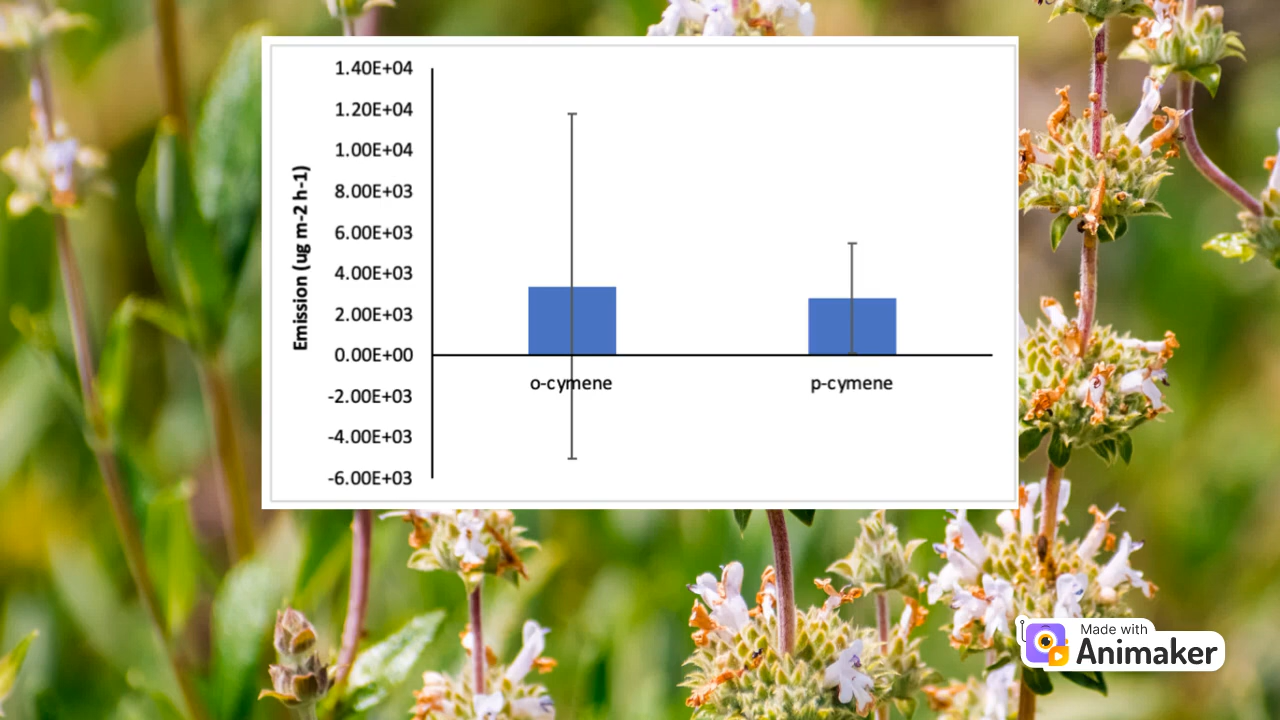 1.40E+04
1.20E+04
1.00E+04
8.00E+03
6.00E+03
4.00E+03
2.00E+03
0.00E+00
-2.00E+03
-4.00E+03
-6.00E+03
Emission (ug m-2 h-1)
o-cymene
p-cymene
Made with
Animaker